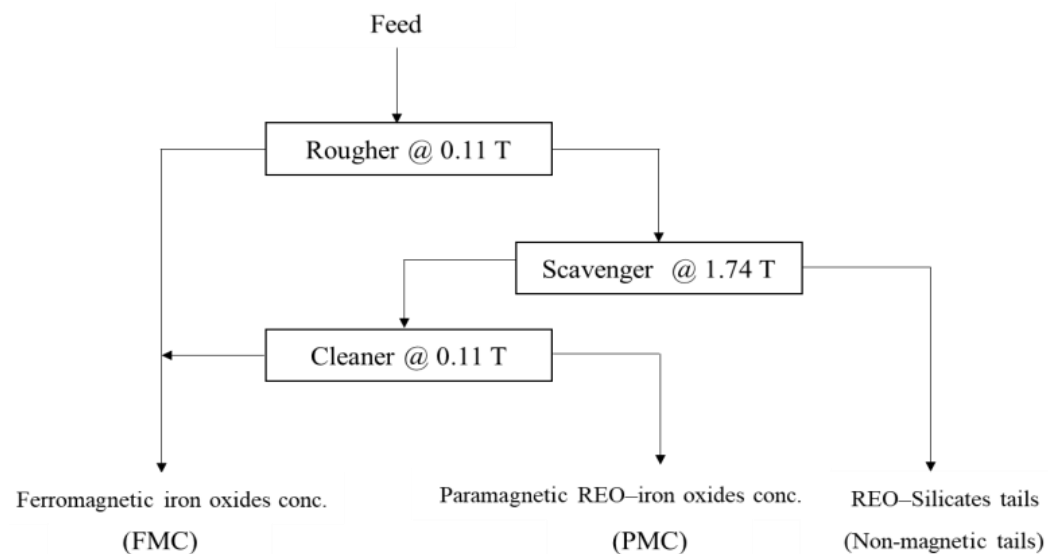 Feed
Rougher @ 0.11 T
Scavenger @ 1.74 T
Cleaner @ 0.11 T
Ferromagnetic iron oxides conc.
(FMC)
Paramagnetic REO–iron oxides conc.
(PMC)
REO–Silicates tails
(Non-magnetic tails)